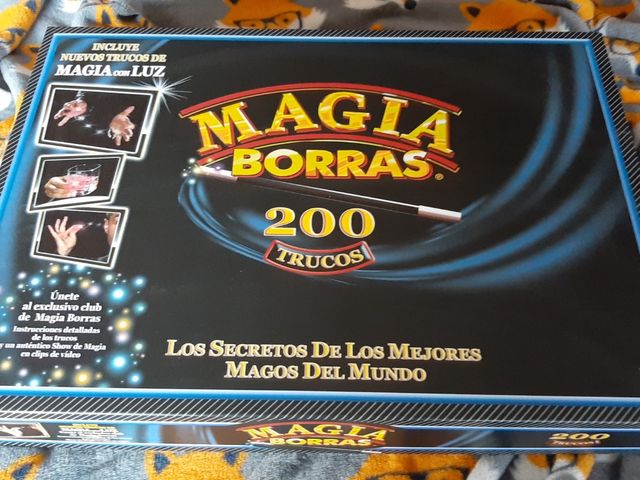 INCLUYE
NUEVOS TRUCOS DE
MAGIA CON LUZ
MAGIA
BORRAS®
200
TRUCOS
Únete
al exclusivo club
de Magia Borras
Instrucciones detalladas
de los trucos
y un auténtico Show de Magia
en clips de vídeo
LOS SECRETOS DE LOS MEJORES
MAGOS DEL MUNDO
MAGIA
BORRAS
200
TRUCOS